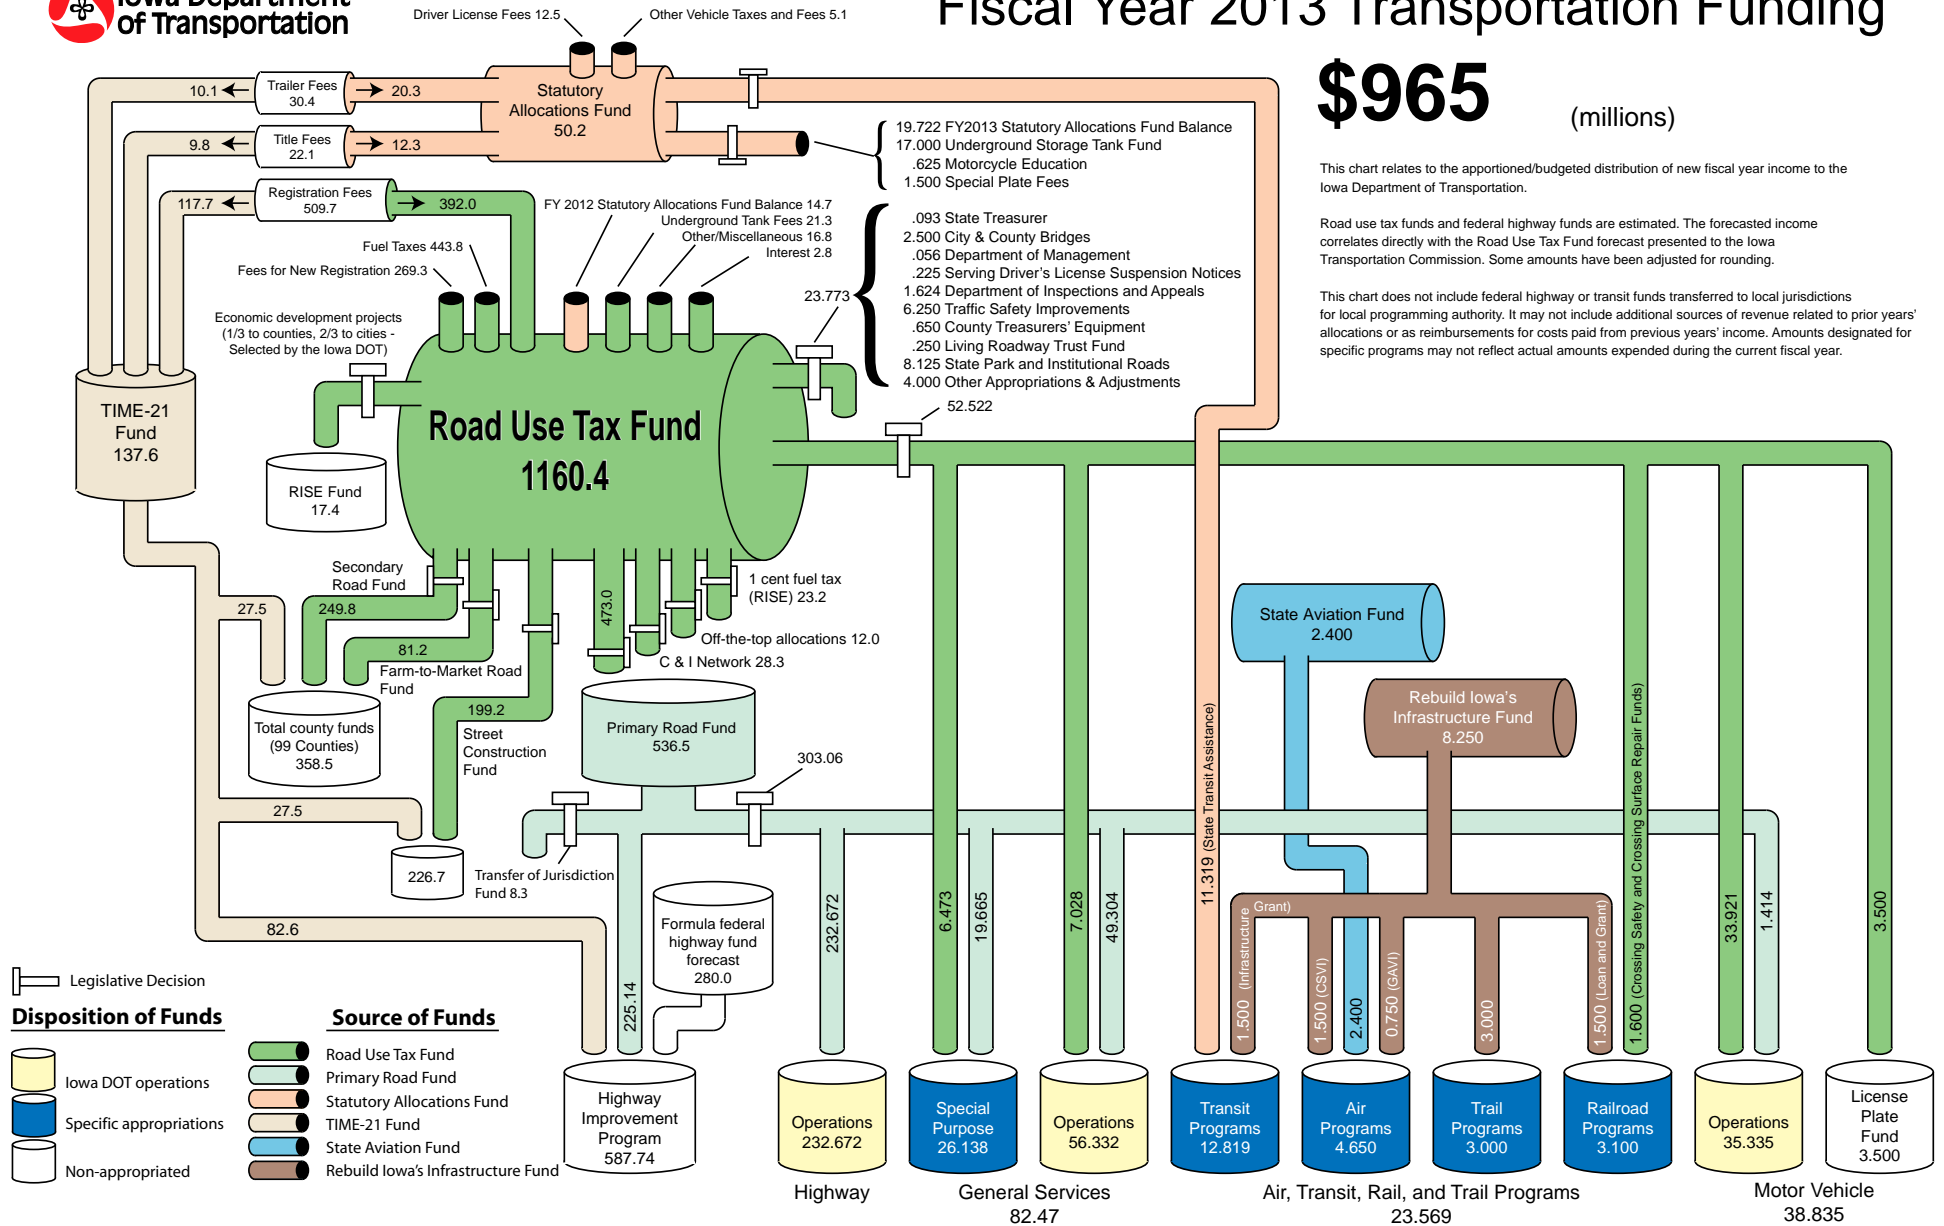 Iowa Department
of Transportation
Fiscal Year 2013 Transportation Funding
$965
(millions)
This chart relates to the apportioned/budgeted distribution of new fiscal year income to the
Iowa Department of Transportation.
Road use tax funds and federal highway funds are estimated. The forecasted income
correlates directly with the Road Use Tax Fund forecast presented to the Iowa
Transportation Commission. Some amounts have been adjusted for rounding.
This chart does not include federal highway or transit funds transferred to local jurisdictions
for local programming authority. It may not include additional sources of revenue related to prior years'
allocations or as reimbursements for costs paid from previous years' income. Amounts designated for
specific programs may not reflect actual amounts expended during the current fiscal year.
Driver License Fees 12.5
Other Vehicle Taxes and Fees 5.1
10.1
Trailer Fees
30.4
20.3
Statutory
Allocations Fund
50.2
9.8
Title Fees
22.1
12.3
117.7
Registration Fees
509.7
392.0
19.722 FY2013 Statutory Allocations Fund Balance
17.000 Underground Storage Tank Fund
.625 Motorcycle Education
1.500 Special Plate Fees
FY 2012 Statutory Allocations Fund Balance 14.7
Underground Tank Fees 21.3
Other/Miscellaneous 16.8
Interest 2.8
Fuel Taxes 443.8
Fees for New Registration 269.3
23.773
.093 State Treasurer
2.500 City & County Bridges
.056 Department of Management
.225 Serving Driver's License Suspension Notices
1.624 Department of Inspections and Appeals
6.250 Traffic Safety Improvements
.650 County Treasurers' Equipment
.250 Living Roadway Trust Fund
8.125 State Park and Institutional Roads
4.000 Other Appropriations & Adjustments
Economic development projects
(1/3 to counties, 2/3 to cities -
Selected by the Iowa DOT)
52.522
TIME-21
Fund
137.6
Road Use Tax Fund
1160.4
RISE Fund
17.4
Secondary
Road Fund
27.5
249.8
81.2
Farm-to-Market Road
Fund
473.0
1 cent fuel tax
(RISE) 23.2
Off-the-top allocations 12.0
C & I Network 28.3
199.2
Street
Construction
Fund
Total county funds
(99 Counties)
358.5
Primary Road Fund
536.5
303.06
State Aviation Fund
2.400
Rebuild Iowa's
Infrastructure Fund
8.250
27.5
226.7
Transfer of Jurisdiction
Fund 8.3
82.6
Formula federal
highway fund
forecast
280.0
225.14
232.672
6.473
19.665
7.028
49.304
11.319 (State Transit Assistance)
1.500 (Infrastructure
Grant)
1.500 (CSVI)
2.400
0.750 (GAVI)
3.000
1.500 (Loan and Grant)
1.600 (Crossing Safety and Crossing Surface Repair Funds)
33.921
1.414
3.500
Legislative Decision
Disposition of Funds
Iowa DOT operations
Specific appropriations
Non-appropriated
Source of Funds
Road Use Tax Fund
Primary Road Fund
Statutory Allocations Fund
TIME-21 Fund
State Aviation Fund
Rebuild Iowa's Infrastructure Fund
Highway
Improvement
Program
587.74
Operations
232.672
Special
Purpose
26.138
Operations
56.332
Transit
Programs
12.819
Air
Programs
4.650
Trail
Programs
3.000
Railroad
Programs
3.100
Operations
35.335
License
Plate
Fund
3.500
Highway
General Services
82.47
Air, Transit, Rail, and Trail Programs
23.569
Motor Vehicle
38.835